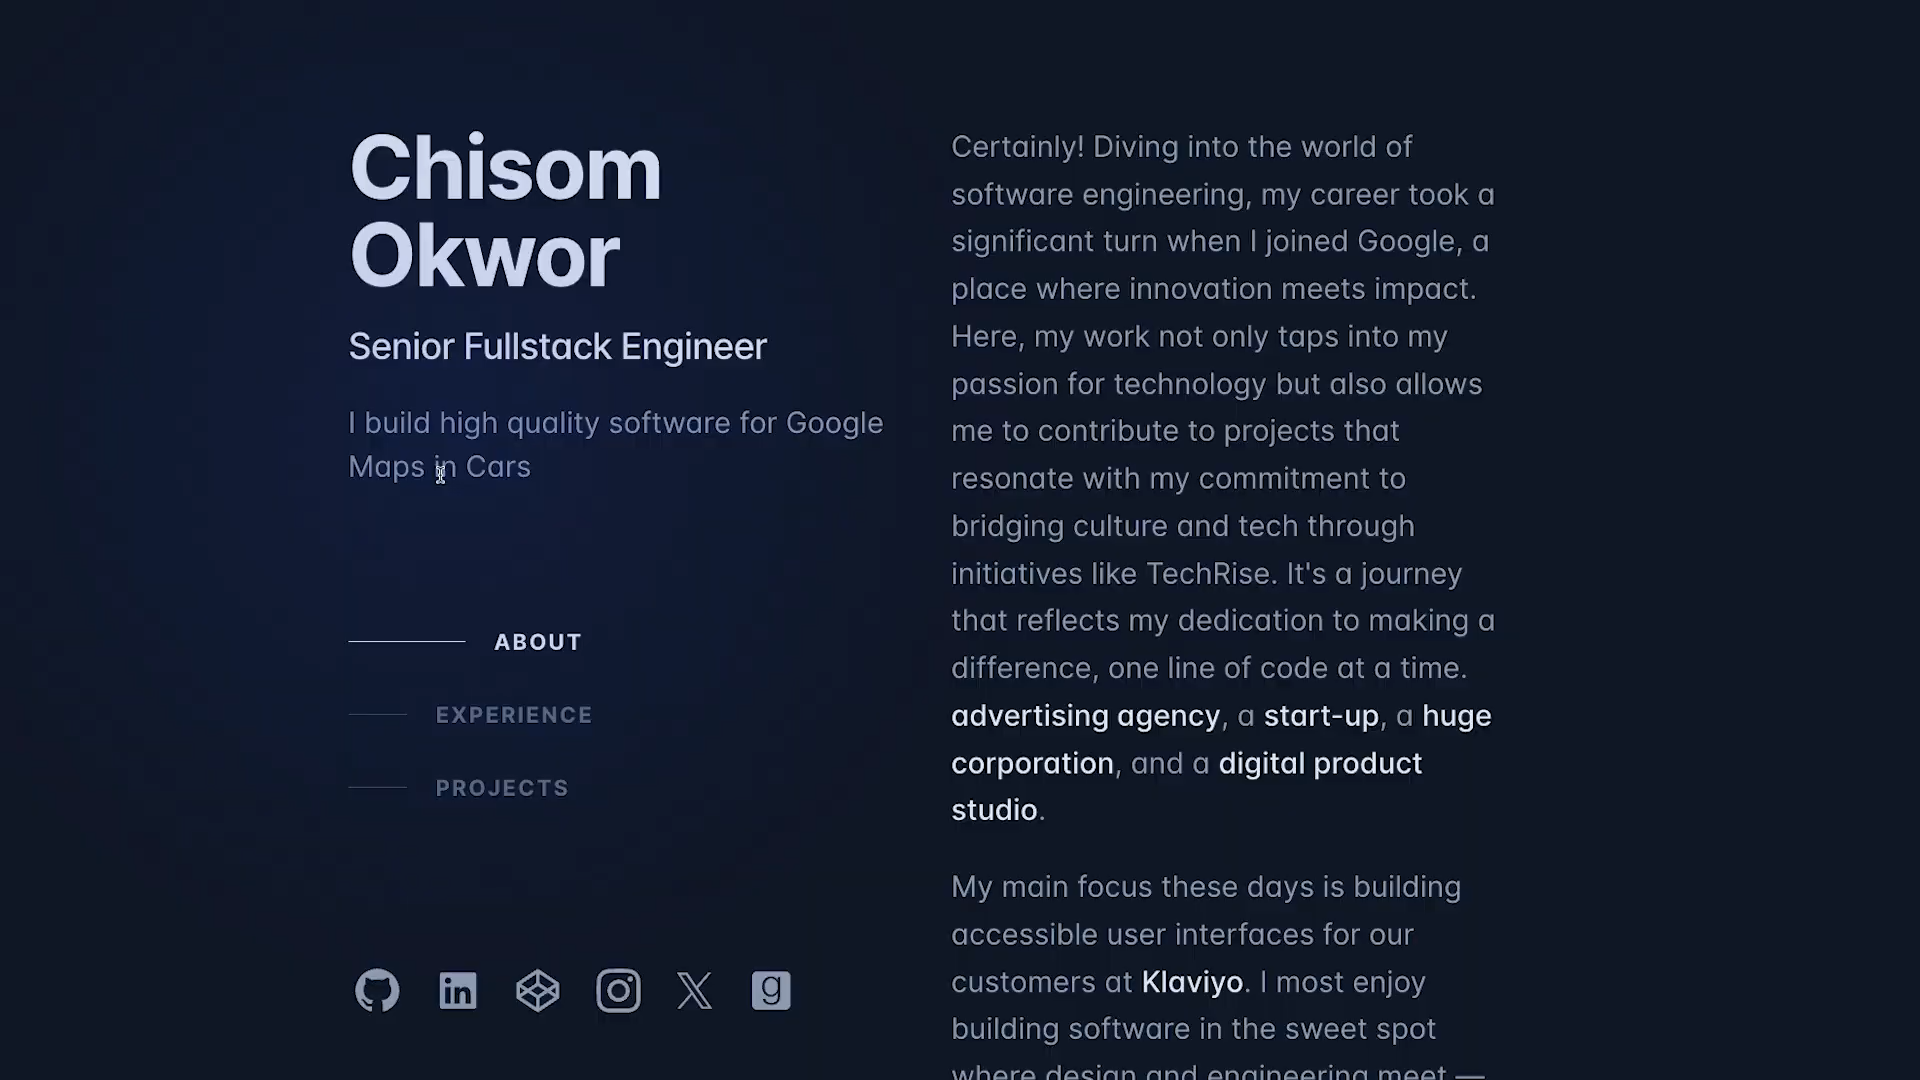 Chisom
Okwor
Senior Fullstack Engineer
I build high quality software for Google
Maps in Cars
ABOUT
EXPERIENCE
PROJECTS
Certainly! Diving into the world of
software engineering, my career took a
significant turn when I joined Google, a
place where innovation meets impact.
Here, my work not only taps into my
passion for technology but also allows
me to contribute to projects that
resonate with my commitment to
bridging culture and tech through
initiatives like TechRise. It's a journey
that reflects my dedication to making a
difference, one line of code at a time.
advertising agency, a start-up, a huge
corporation, and a digital product
studio.
My main focus these days is building
accessible user interfaces for our
customers at Klaviyo. I most enjoy
building software in the sweet spot
where design and engineering meet —